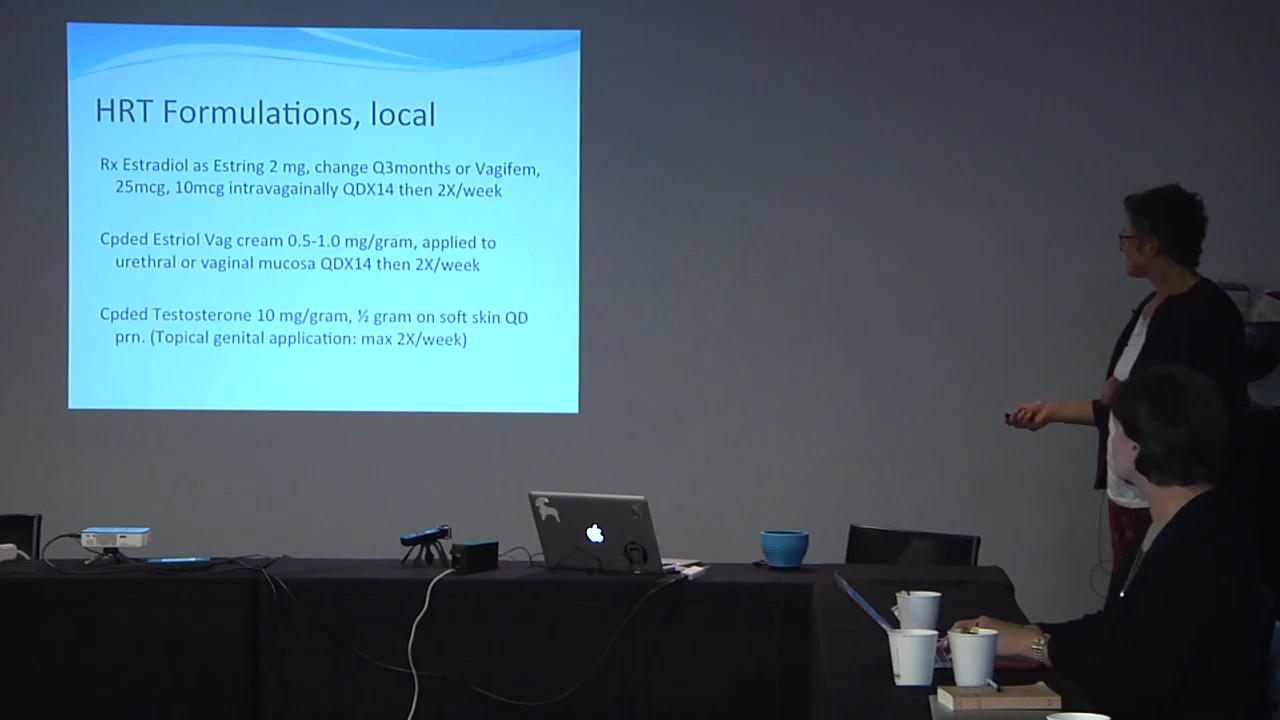 HRT Formulations, local
Rx Estradiol as Estring 2 mg, change Q3months or Vagifem,
25mcg, 10mcg intravagainally QDX14 then 2X/week
Cpded Estriol Vag cream 0.5-1.0 mg/gram, applied to
urethral or vaginal mucosa QDX14 then 2X/week
Cpded Testosterone 10 mg/gram, ½ gram on soft skin QD
prn. (Topical genital application: max 2X/week)